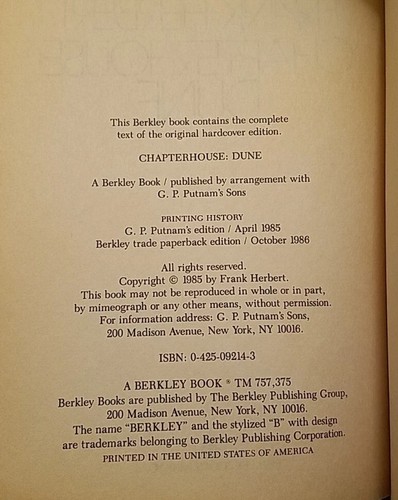 This Berkley book contains the complete
text of the original hardcover edition.
CHAPTERHOUSE: DUNE
A Berkley Book / published by arrangement with
G. P. Putnam's Sons
PRINTING HISTORY
G. P. Putnam's edition / April 1985
Berkley trade paperback edition / October 1986
All rights reserved.
Copyright © 1985 by Frank Herbert.
This book may not be reproduced in whole or in part,
by mimeograph or any other means, without permission.
For information address: G. P. Putnam's Sons,
200 Madison Avenue, New York, NY 10016.
ISBN: 0-425-09214-3
A BERKLEY BOOK ® TM 757,375
Berkley Books are published by The Berkley Publishing Group,
200 Madison Avenue, New York, NY 10016.
The name "BERKLEY" and the stylized "B" with design
are trademarks belonging to Berkley Publishing Corporation.
PRINTED IN THE UNITED STATES OF AMERICA